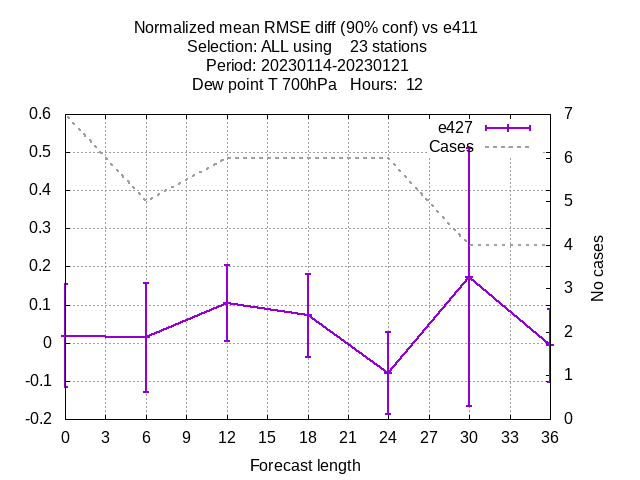 Normalized mean RMSE diff (90% conf) vs e411
Selection: ALL using    23 stations
Period: 20230114-20230121
Dew point T 700hPa   Hours:  12
0.6
0.5
0.4
0.3
0.2
0.1
0
-0.1
-0.2
e427
Cases
7
6
5
4
3
2
1
0
No cases
0 3 6 9 12 15 18 21 24 27 30 33 36
Forecast length